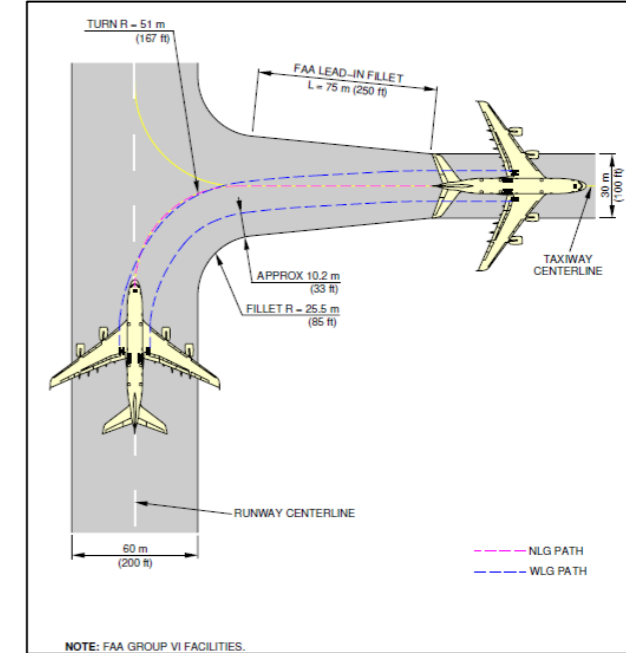 TURN R = 51 m
(167 ft)
FAA LEAD-IN FILLET
L = 75 m (250 ft)
30 m
(100 ft)
TAXIWAY
CENTERLINE
APPROX 10.2 m
(33 ft)
FILLET R = 25.5 m
(85 ft)
RUNWAY CENTERLINE
60 m
(200 ft)
NLG PATH
WLG PATH
NOTE: FAA GROUP VI FACILITIES.